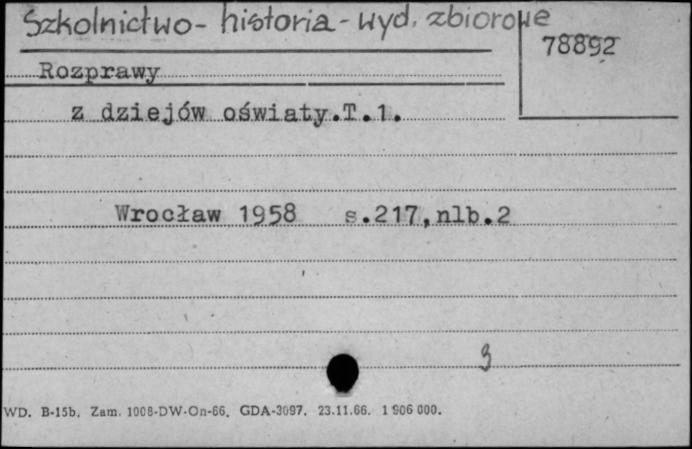 Szkolnictwo - historia - wyd. zbiorowe
78892
Rozprawy
z dziejów oświaty.T.1.
Wrocław 1958 s.217,nlb.2
3
WD. B-15b. Zam. 1008-DW-On-66. GDA-3097. 23.11.66. 1 906 000.